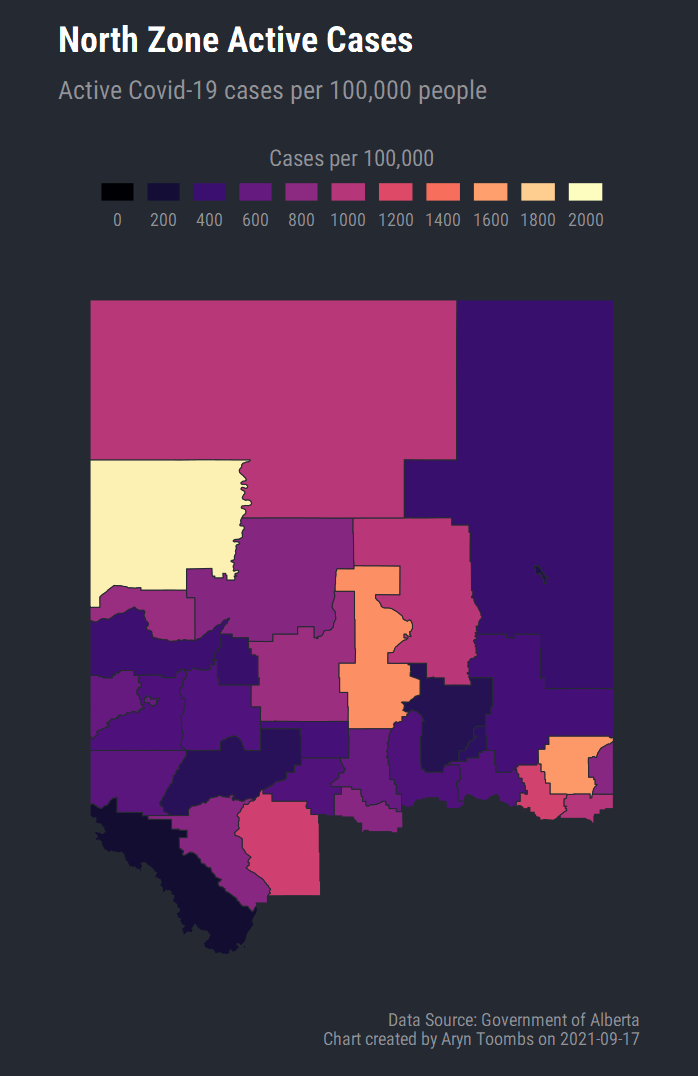 North Zone Active Cases
Active Covid-19 cases per 100,000 people
Cases per 100,000
0 200 400 600 800 1000 1200 1400 1600 1800 2000
Data Source: Government of Alberta
Chart created by Aryn Toombs on 2021-09-17